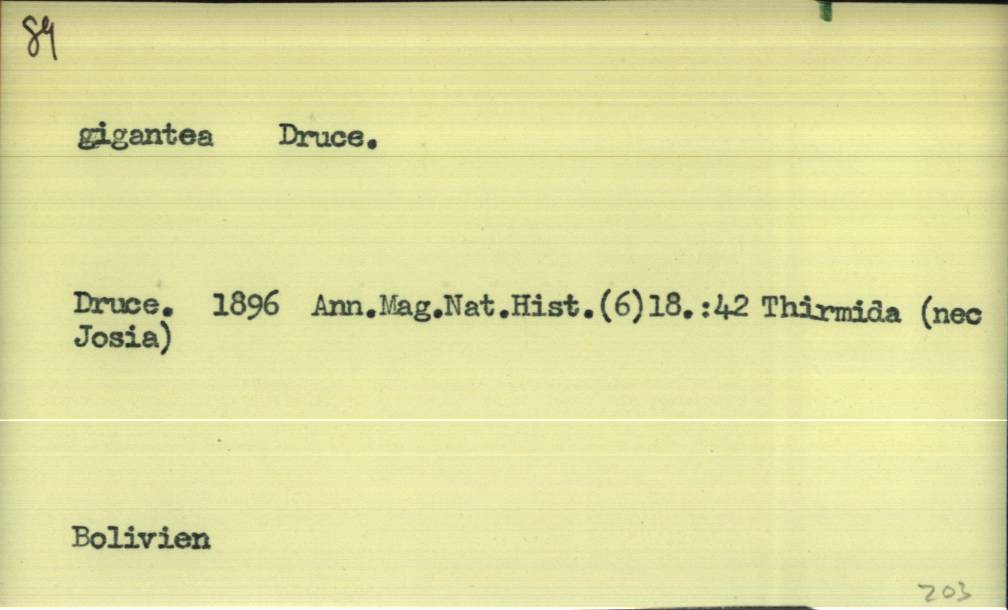 84
gigantea Druce.
Druce. 1896 Ann.Mag.Nat.Hist.(6)18.:42 Thirmida (nec
Josia)
Bolivien
203